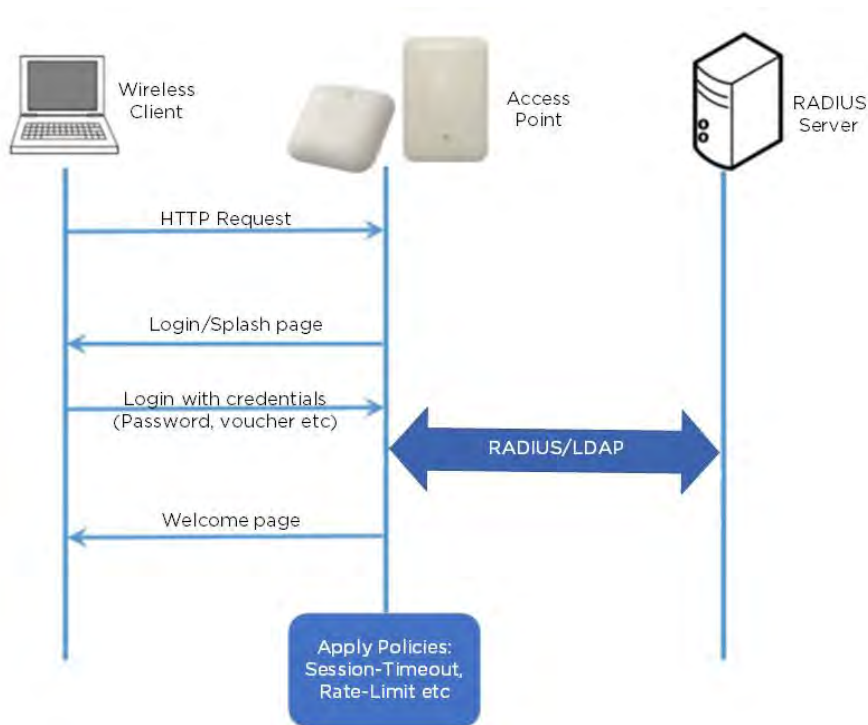 Wireless
Client
Access
Point
RADIUS
Server
HTTP Request
Login/Splash page
Login with credentials
(Password, voucher etc)
RADIUS/LDAP
Welcome page
Apply Policies:
Session-Timeout,
Rate-Limit etc